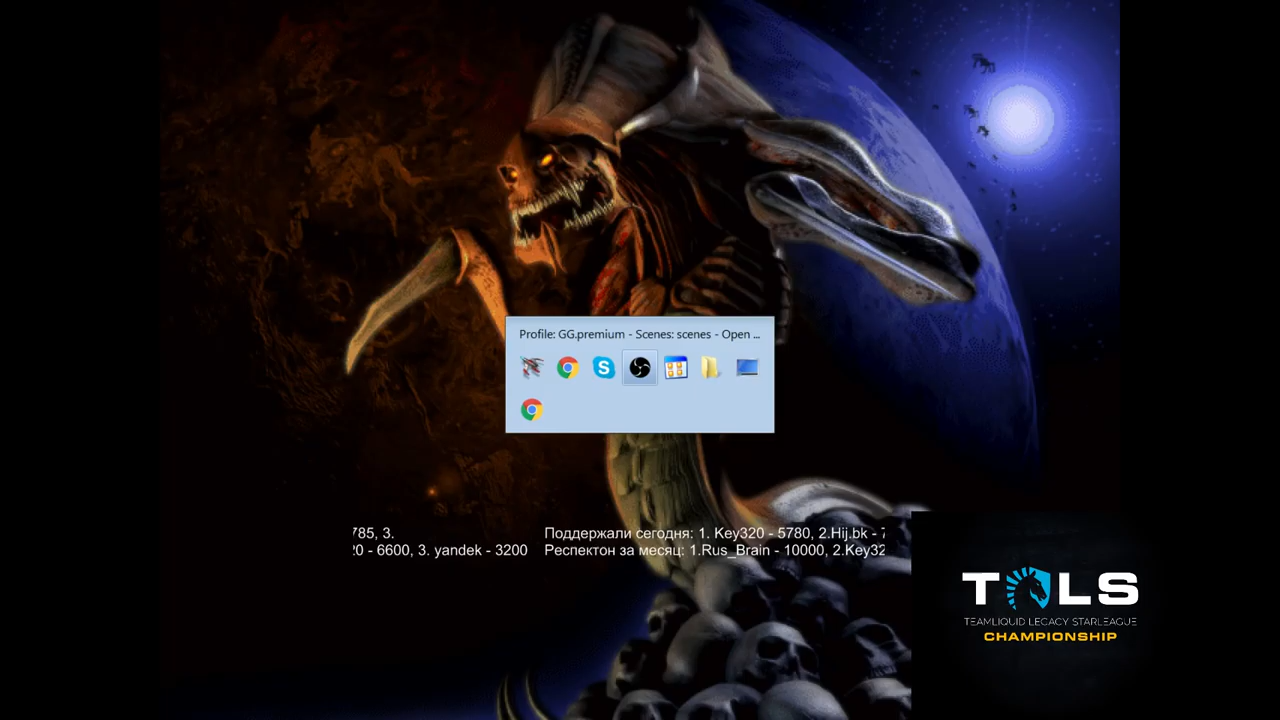 Profile: GG.premium - Scenes: scenes - Open ...
785, 3.
20 - 6600, 3. yandek - 3200
Поддержали сегодня: 1. Key320 - 5780, 2.Hij.bk - 7
Респектон за месяц: 1.Rus_Brain - 10000, 2.Key32
TLS
TEAMLIQUID LEGACY STARLEAGUE
CHAMPIONSHIP